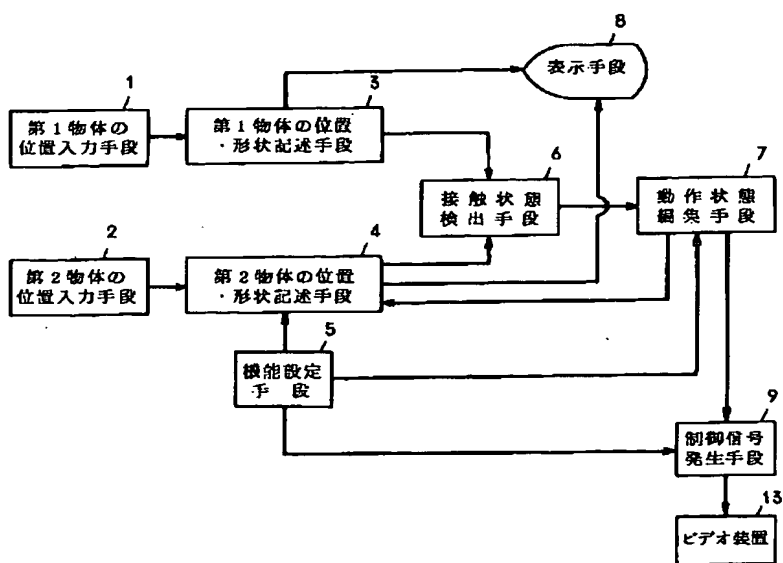 8
表示手段
1
第1物体の
位置入力手段
3
第1物体の位置
・形状記述手段
6
接触状態
検出手段
7
動作状態
編集手段
2
第2物体の
位置入力手段
4
第2物体の位置
・形状記述手段
5
機能設定
手段
9
制御信号
発生手段
13
ビデオ装置